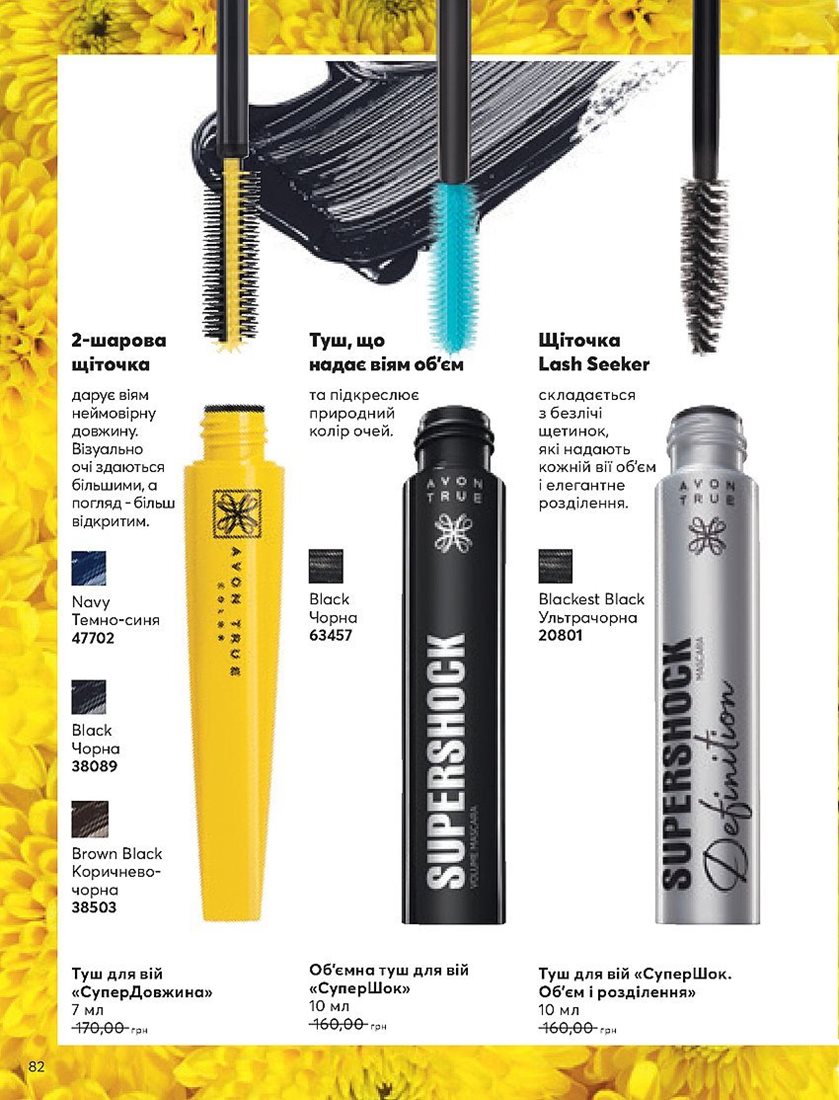 2-шарова
щіточка
дарує віям
неймовірну
довжину.
Візуально
очі здаються
більшими, а
погляд - більш
відкритим.
Navy
Темно-синя
47702
Black
Чорна
38089
Brown Black
Коричнево-
чорна
38503
AVON TRUE
COLOR
Туш для вій
«СуперДовжина»
7 мл
170,00 грн
Туш, що
надає віям об'єм
та підкреслює
природний
колір очей.
Black
Чорна
63457
AVON
TRUE
SUPERSHOCK
VOLUME MASCARA
Об'ємна туш для вій
«СуперШок»
10 мл
160,00 грн
Щіточка
Lash Seeker
складається
з безлічі
щетинок,
які надають
кожній вії об'єм
і елегантне
розділення.
Blackest Black
Ультрачорна
20801
AVON
TRUE
SUPERSHOCK
MASCARA
Definition
Туш для вій «СуперШок.
Об'єм і розділення»
10 мл
160,00 грн
82